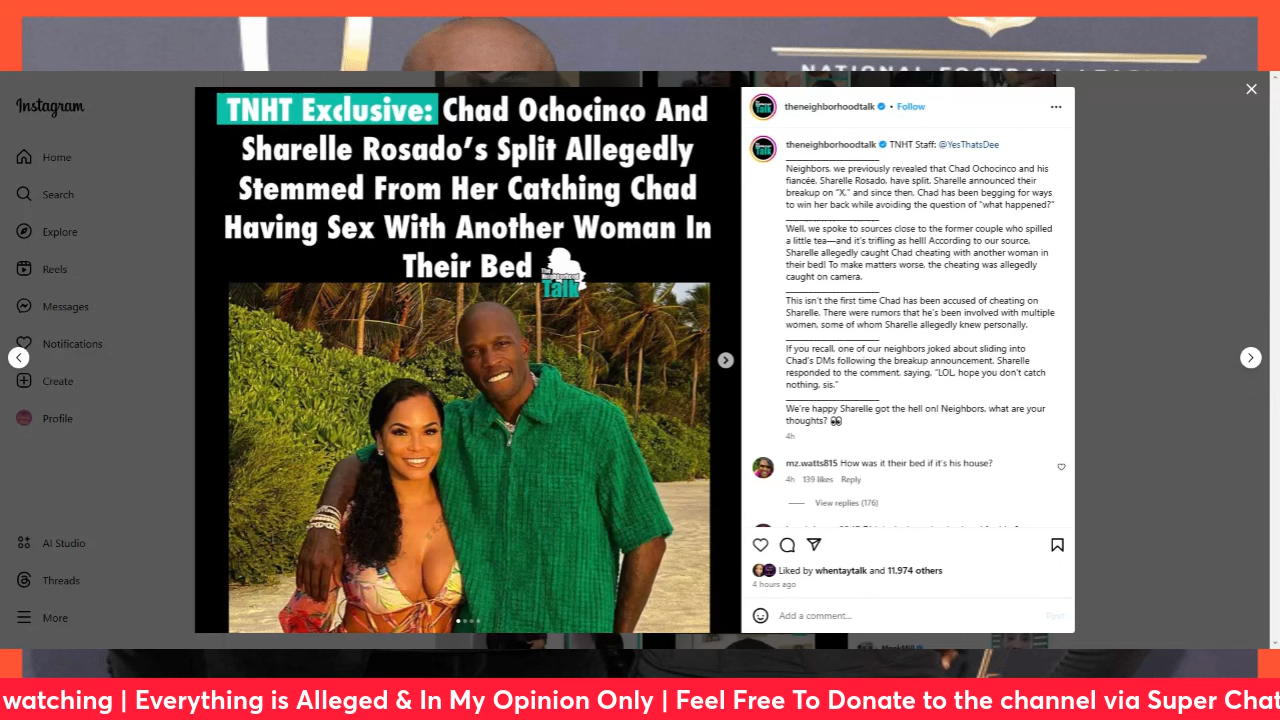 NATIONAL FOOTBALL LEAGUE
Instagram
Home
Search
Explore
Reels
Messages
Notifications
Create
Profile
AI Studio
Threads
More
TNHT Exclusive: Chad Ochocinco And
Sharelle Rosado's Split Allegedly
Stemmed From Her Catching Chad
Having Sex With Another Woman In
Their Bed
The Neighborhood
Talk
theneighborhoodtalk • Follow
theneighborhoodtalk TNHT Staff: @YesThatsDee
Neighbors, we previously revealed that Chad Ochocinco and his
fiancée, Sharelle Rosado, have split. Sharelle announced their
breakup on "X," and since then, Chad has been begging for ways
to win her back while avoiding the question of "what happened?"
Well, we spoke to sources close to the former couple who spilled
a little tea—and it's trifling as hell! According to our source,
Sharelle allegedly caught Chad cheating with another woman in
their bed! To make matters worse, the cheating was allegedly
caught on camera.
This isn't the first time Chad has been accused of cheating on
Sharelle. There were rumors that he's been involved with multiple
women, some of whom Sharelle allegedly knew personally.
If you recall, one of our neighbors joked about sliding into
Chad's DMs following the breakup announcement. Sharelle
responded to the comment, saying, "LOL, hope you don't catch
nothing, sis."
We're happy Sharelle got the hell on! Neighbors, what are your
thoughts? 👀
4h
mz.watts815 How was it their bed if it's his house?
4h 139 likes Reply
View replies (176)
Liked by whentaytalk and 11,974 others
4 hours ago
Add a comment...
Post
watching | Everything is Alleged & In My Opinion Only | Feel Free To Donate to the channel via Super Chat